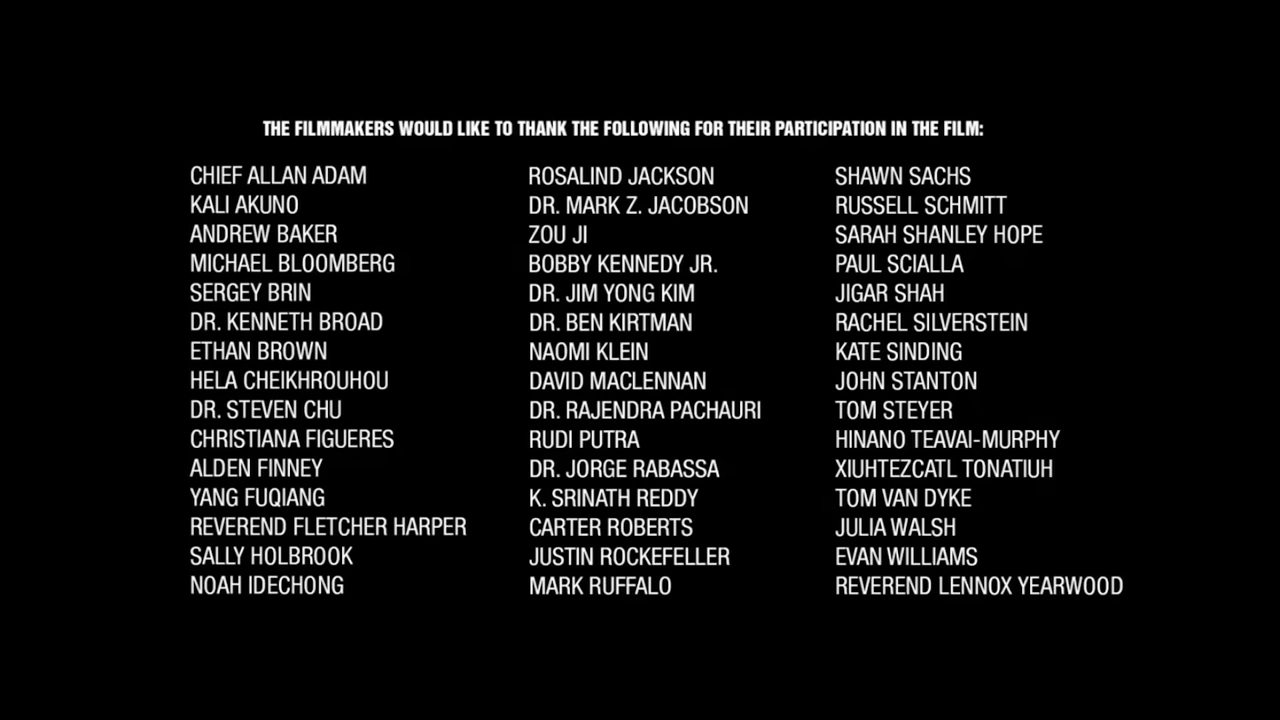 THE FILMMAKERS WOULD LIKE TO THANK THE FOLLOWING FOR THEIR PARTICIPATION IN THE FILM:
CHIEF ALLAN ADAM
KALI AKUNO
ANDREW BAKER
MICHAEL BLOOMBERG
SERGEY BRIN
DR. KENNETH BROAD
ETHAN BROWN
HELA CHEIKHROUHOU
DR. STEVEN CHU
CHRISTIANA FIGUERES
ALDEN FINNEY
YANG FUQIANG
REVEREND FLETCHER HARPER
SALLY HOLBROOK
NOAH IDECHONG
ROSALIND JACKSON
DR. MARK Z. JACOBSON
ZOU JI
BOBBY KENNEDY JR.
DR. JIM YONG KIM
DR. BEN KIRTMAN
NAOMI KLEIN
DAVID MACLENNAN
DR. RAJENDRA PACHAURI
RUDI PUTRA
DR. JORGE RABASSA
K. SRINATH REDDY
CARTER ROBERTS
JUSTIN ROCKEFELLER
MARK RUFFALO
SHAWN SACHS
RUSSELL SCHMITT
SARAH SHANLEY HOPE
PAUL SCIALLA
JIGAR SHAH
RACHEL SILVERSTEIN
KATE SINDING
JOHN STANTON
TOM STEYER
HINANO TEAVAI-MURPHY
XIUHTEZCATL TONATIUH
TOM VAN DYKE
JULIA WALSH
EVAN WILLIAMS
REVEREND LENNOX YEARWOOD